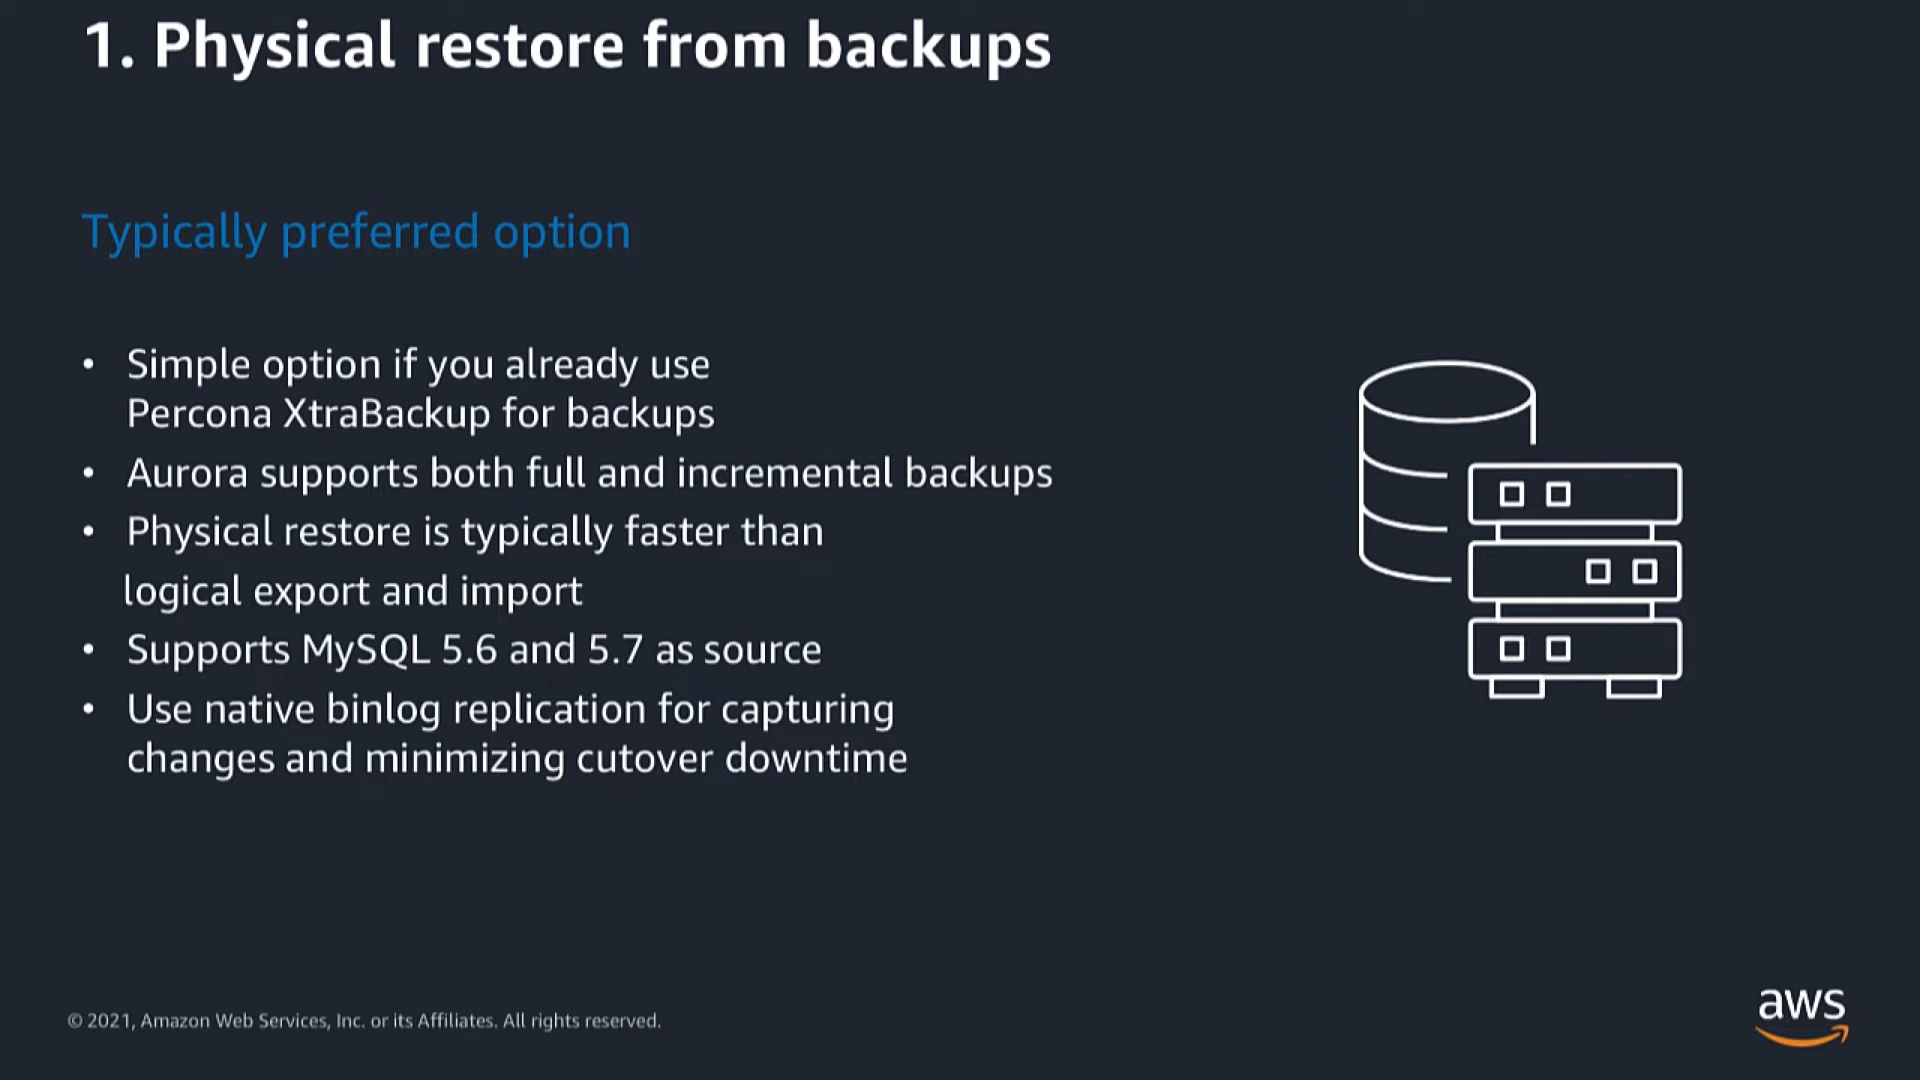 1. Physical restore from backups
Typically preferred option
• Simple option if you already use
Percona XtraBackup for backups
• Aurora supports both full and incremental backups
• Physical restore is typically faster than
logical export and import
• Supports MySQL 5.6 and 5.7 as source
• Use native binlog replication for capturing
changes and minimizing cutover downtime
© 2021, Amazon Web Services, Inc. or its Affiliates. All rights reserved.
aws